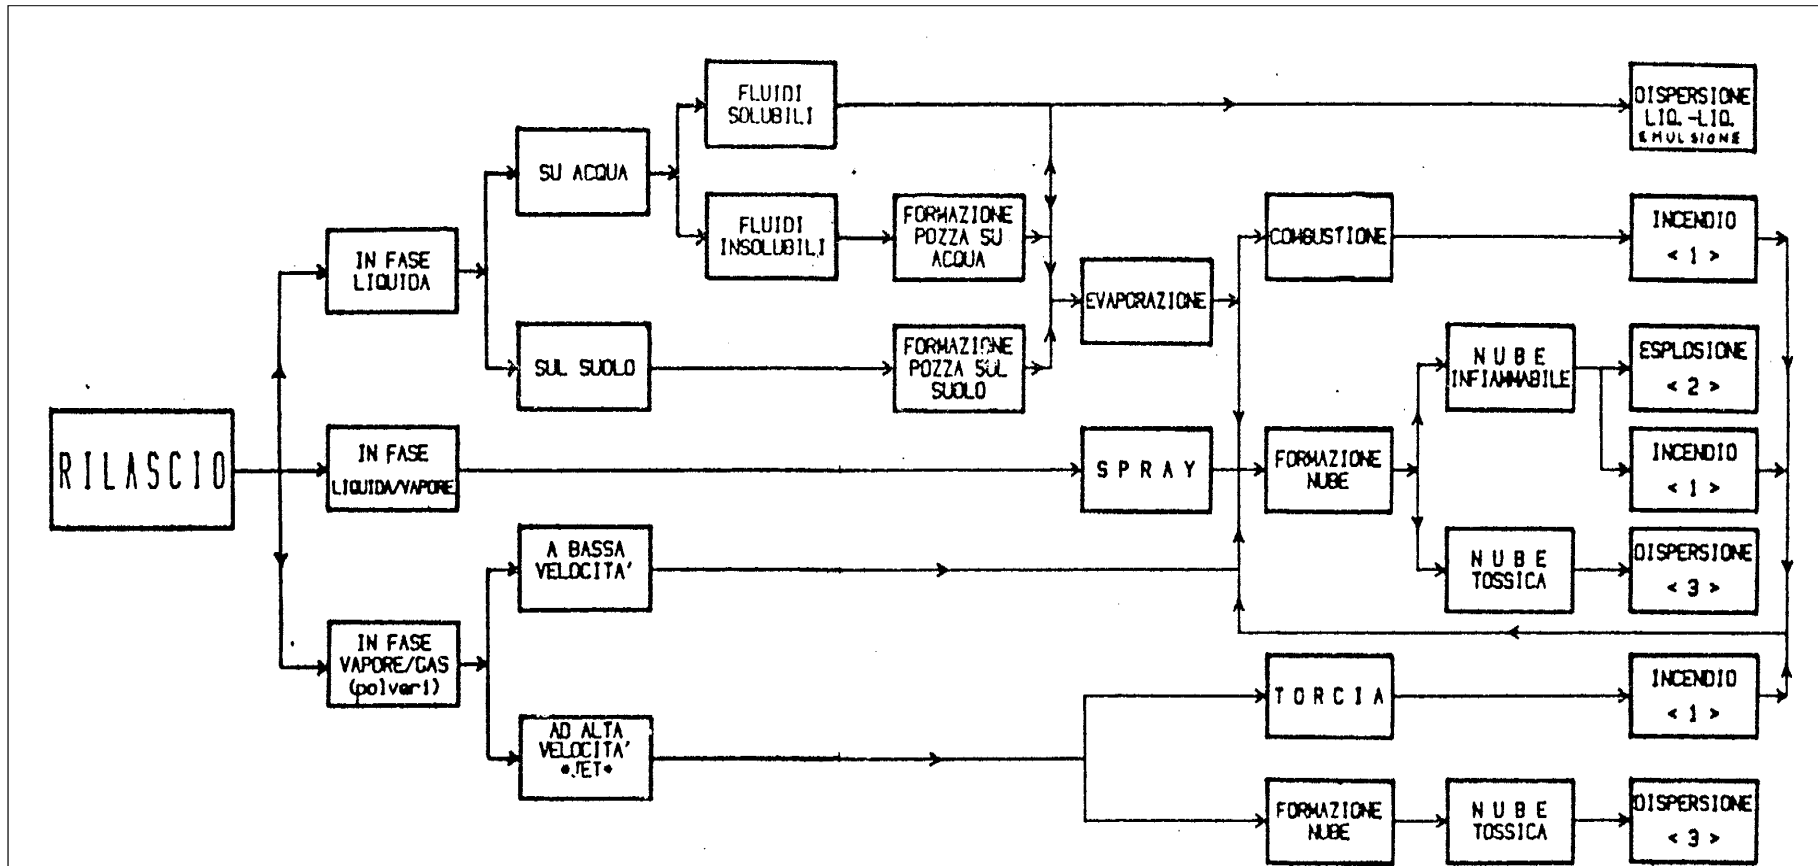 RILASCIO
IN FASE
LIQUIDA
IN FASE
LIQUIDA/VAPORE
IN FASE
VAPORE/GAS
(polveri)
SU ACQUA
SUL SUOLO
A BASSA
VELOCITA'
AD ALTA
VELOCITA'
*JET*
FLUIDI
SOLUBILI
FLUIDI
INSOLUBILI
FORMAZIONE
POZZA SU
ACQUA
FORMAZIONE
POZZA SUL
SUOLO
EVAPORAZIONE
SPRAY
COMBUSTIONE
FORMAZIONE
NUBE
TORCIA
FORMAZIONE
NUBE
NUBE
INFIAMMABILE
NUBE
TOSSICA
NUBE
TOSSICA
DISPERSIONE
LIQ.-LIQ.
EMULSIONE
INCENDIO
< 1 >
ESPLOSIONE
< 2 >
INCENDIO
< 1 >
DISPERSIONE
< 3 >
INCENDIO
< 1 >
DISPERSIONE
< 3 >